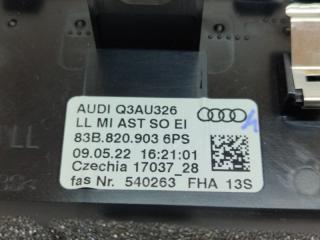 AUDI Q3AU326
LL MI AST SO EI
83B.820.903 6PS
09.05.22 16:21:01
Czechia 17037_28
fas Nr. 540263 FHA 13S
LL